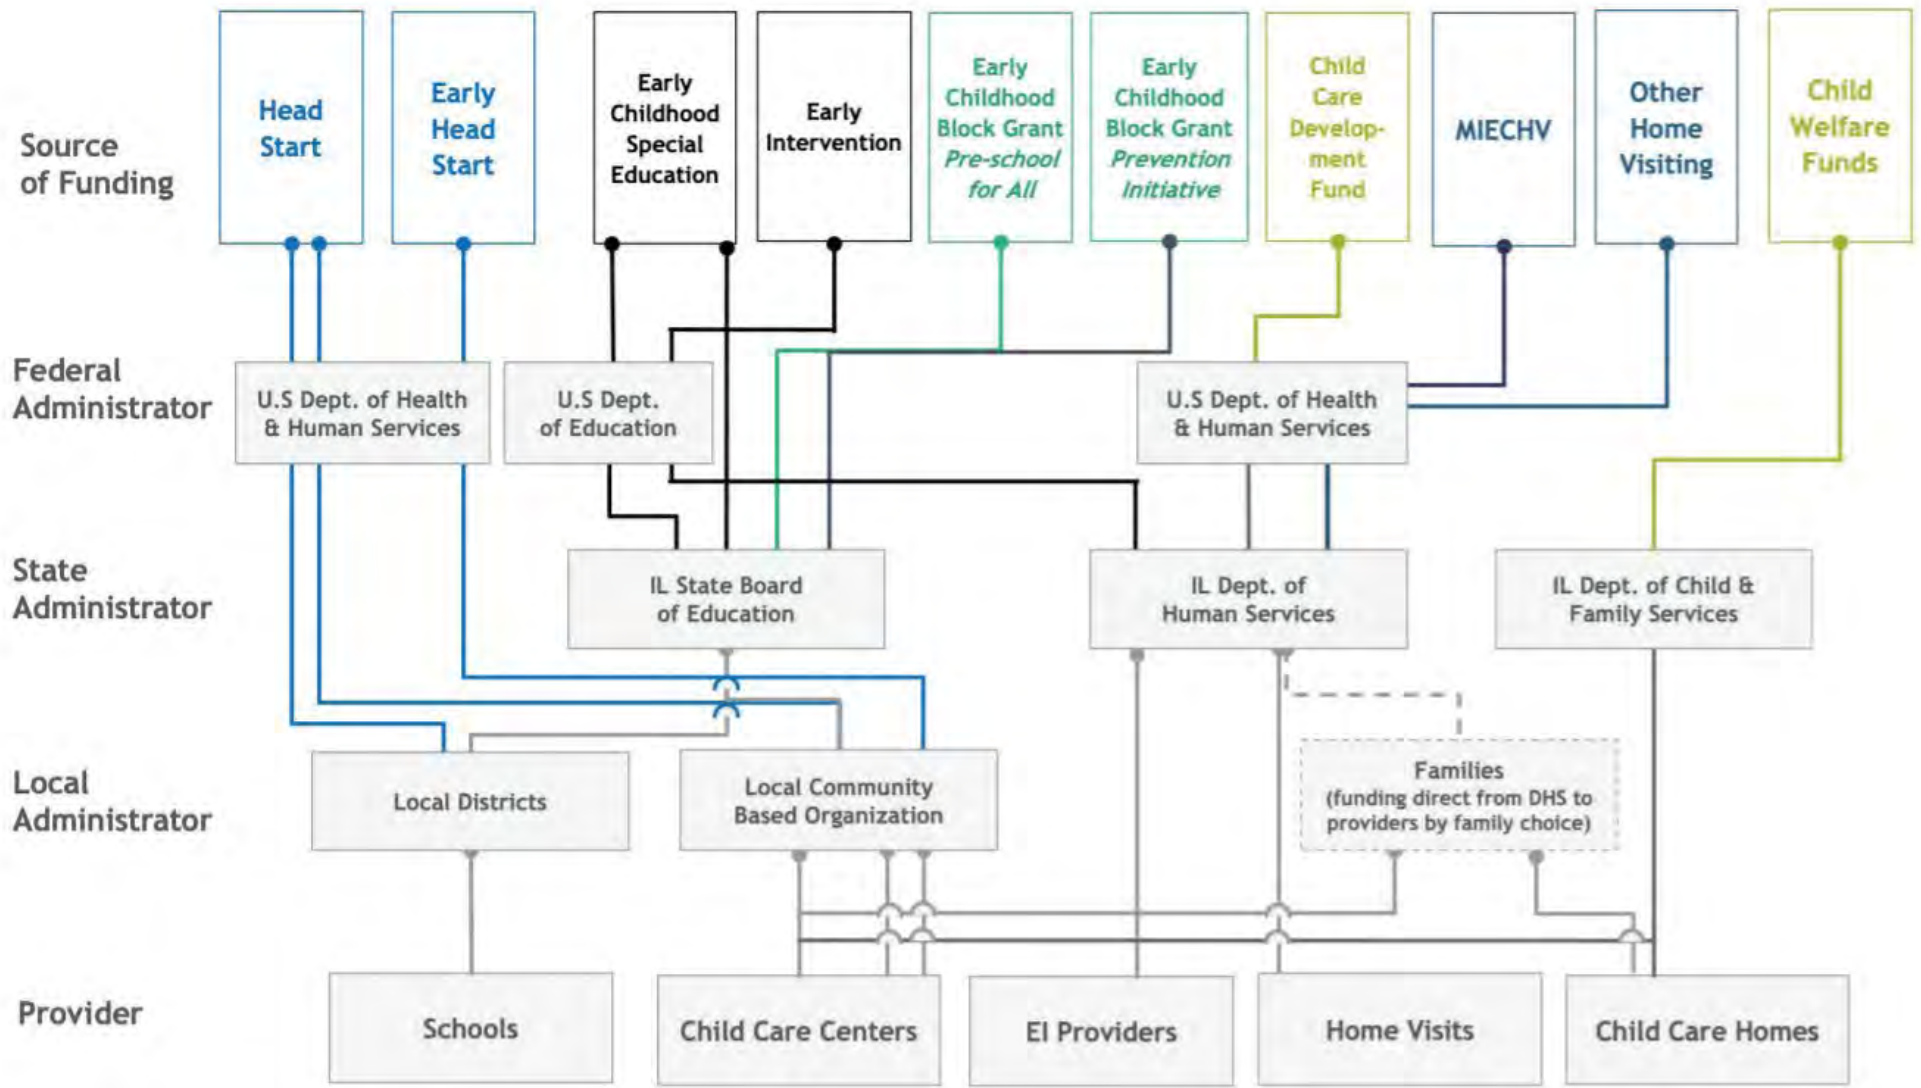 Source
of Funding
Head
Start
Early
Head
Start
Early
Childhood
Special
Education
Early
Intervention
Early
Childhood
Block Grant
Pre-school
for All
Early
Childhood
Block Grant
Prevention
Initiative
Child
Care
Develop-
ment
Fund
MIECHV
Other
Home
Visiting
Child
Welfare
Funds
Federal
Administrator
U.S Dept. of Health
& Human Services
U.S Dept.
of Education
U.S Dept. of Health
& Human Services
State
Administrator
IL State Board
of Education
IL Dept. of
Human Services
IL Dept. of Child &
Family Services
Local
Administrator
Local Districts
Local Community
Based Organization
Families
(funding direct from DHS to
providers by family choice)
Provider
Schools
Child Care Centers
EI Providers
Home Visits
Child Care Homes